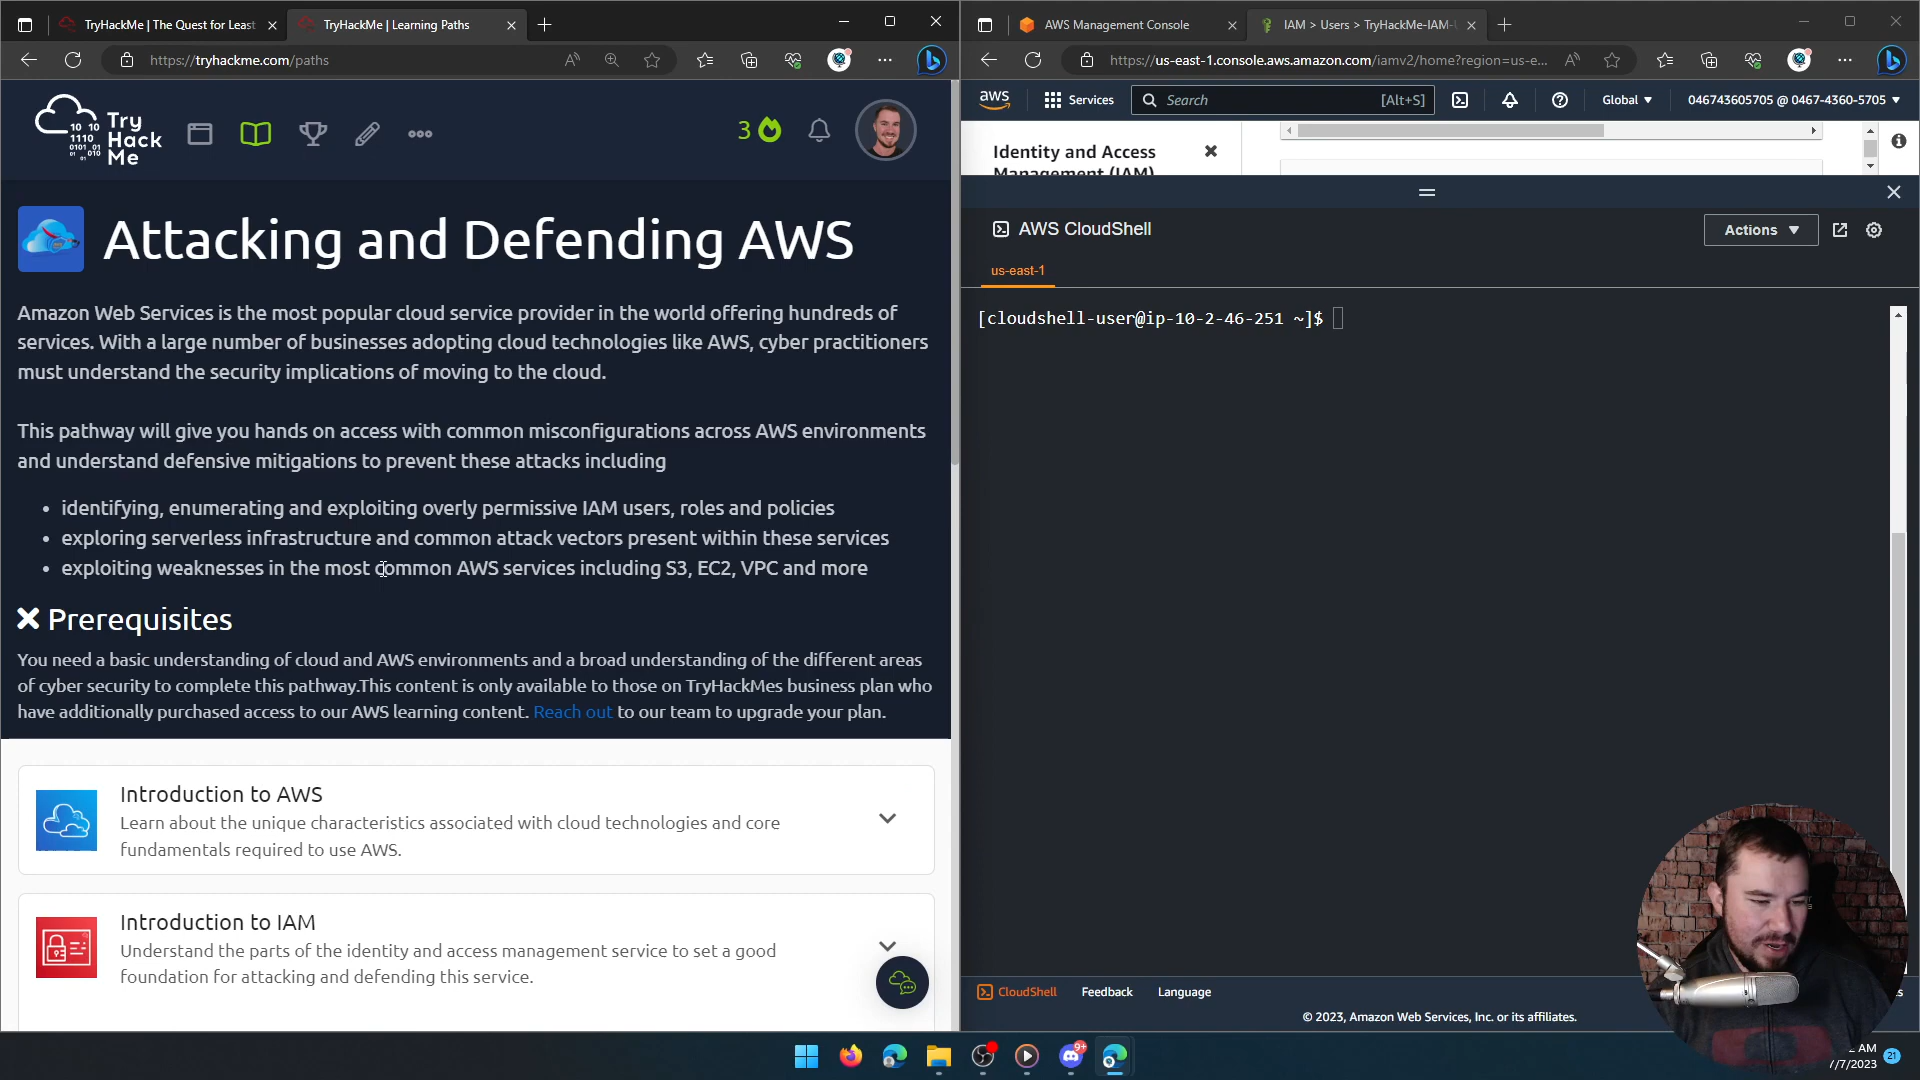 TryHackMe | The Quest for Least
TryHackMe | Learning Paths
https://tryhackme.com/paths
Try
Hack
Me
10 10
1110
0101 01
010
3
Attacking and Defending AWS
Amazon Web Services is the most popular cloud service provider in the world offering hundreds of
services. With a large number of businesses adopting cloud technologies like AWS, cyber practitioners
must understand the security implications of moving to the cloud.
This pathway will give you hands on access with common misconfigurations across AWS environments
and understand defensive mitigations to prevent these attacks including
• identifying, enumerating and exploiting overly permissive IAM users, roles and policies
• exploring serverless infrastructure and common attack vectors present within these services
• exploiting weaknesses in the most common AWS services including S3, EC2, VPC and more
Prerequisites
You need a basic understanding of cloud and AWS environments and a broad understanding of the different areas
of cyber security to complete this pathway.This content is only available to those on TryHackMes business plan who
have additionally purchased access to our AWS learning content. Reach out to our team to upgrade your plan.
Introduction to AWS
Learn about the unique characteristics associated with cloud technologies and core
fundamentals required to use AWS.
Introduction to IAM
Understand the parts of the identity and access management service to set a good
foundation for attacking and defending this service.
AWS Management Console
IAM > Users > TryHackMe-IAM-
https://us-east-1.console.aws.amazon.com/iamv2/home?region=us-e...
aws
Services
Search
[Alt+S]
Global
046743605705 @ 0467-4360-5705
Identity and Access
Management (IAM)
AWS CloudShell
Actions
us-east-1
[cloudshell-user@ip-10-2-46-251 ~]$
CloudShell
Feedback
Language
© 2023, Amazon Web Services, Inc. or its affiliates.
9+
AM
/7/2023
21